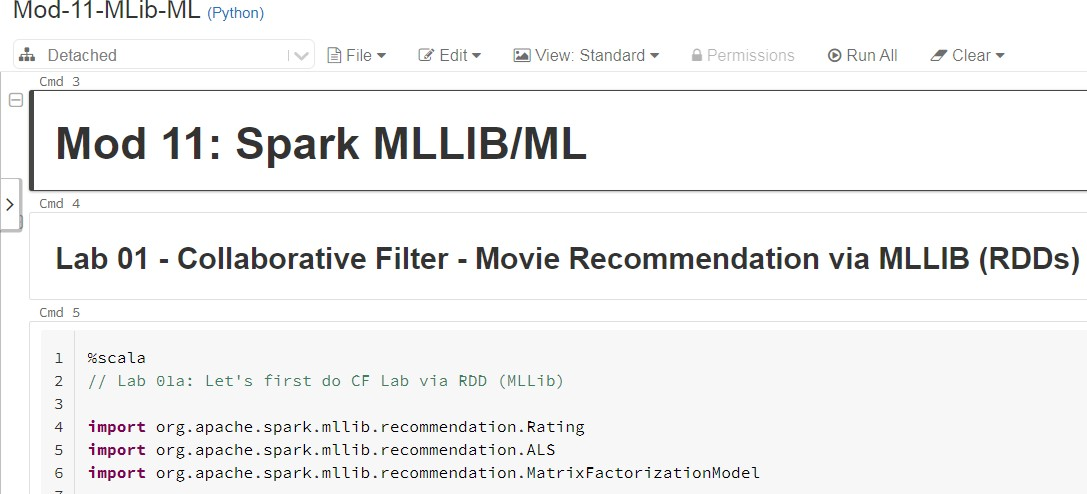 Mod-11-MLib-ML (Python)
Detached File Edit View: Standard Permissions Run All Clear
Cmd 3
Mod 11: Spark MLLIB/ML
Cmd 4
Lab 01 - Collaborative Filter - Movie Recommendation via MLLIB (RDDs)
Cmd 5
1 %scala
2 // Lab 01a: Let's first do CF Lab via RDD (MLLib)
3
4 import org.apache.spark.mllib.recommendation.Rating
5 import org.apache.spark.mllib.recommendation.ALS
6 import org.apache.spark.mllib.recommendation.MatrixFactorizationModel